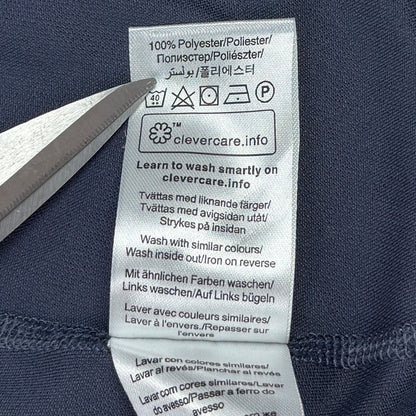 100% Polyester/Poliester/
Полиэстер/Poliészter/
بولستر/폴리에스터
40 P
™
clevercare.info
Learn to wash smartly on
clevercare.info
Tvättas med liknande färger/
Tvättas med avigsidan utåt/
Strykes på insidan
Wash with similar colours/
Wash inside out/Iron on reverse
Mit ähnlichen Farben waschen/
Links waschen/Auf Links bügeln
Laver avec couleurs similaires/
Laver à l'envers./Repasser sur
l'envers
Lavar con colores similares/
Lavar al revés/Planchar al revés
Lavar com cores similares/
do avesso/Passar a ferro do
avesso